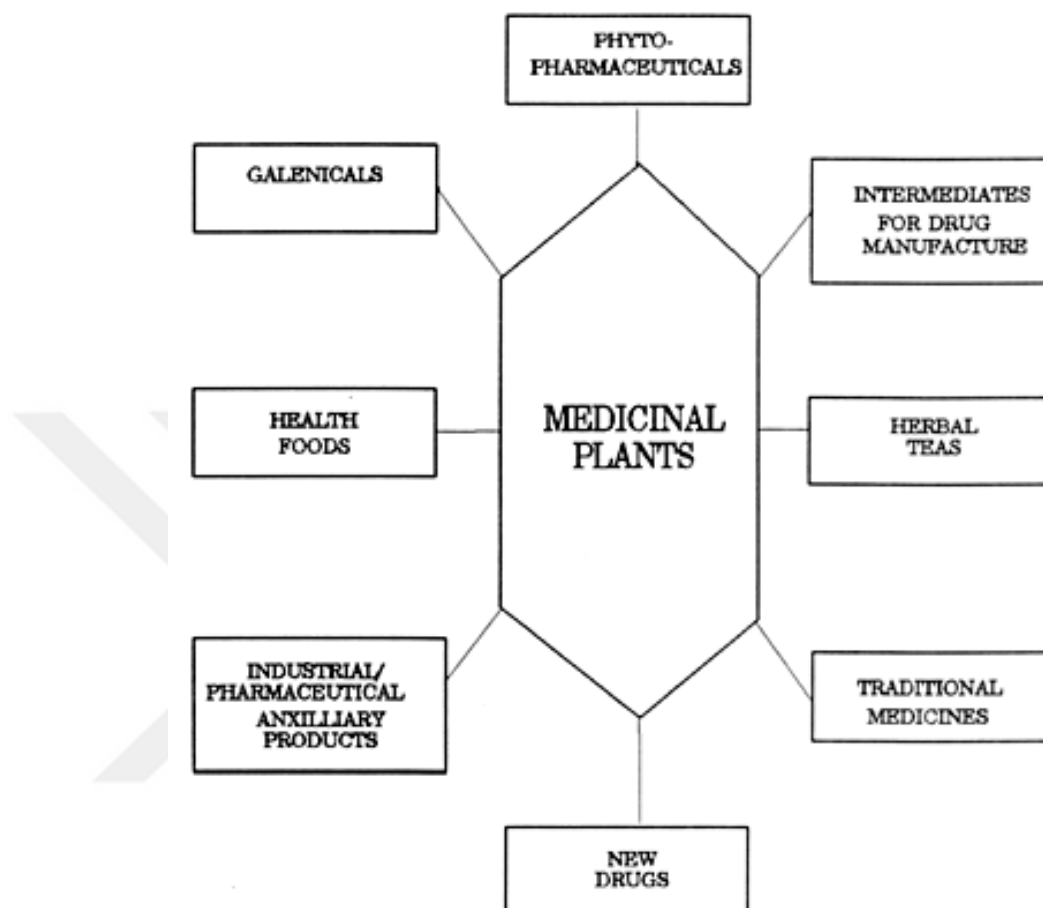 PHYTO-
PHARMACEUTICALS
GALENICALS
INTERMEDIATES
FOR DRUG
MANUFACTURE
HEALTH
FOODS
MEDICINAL
PLANTS
HERBAL
TEAS
INDUSTRIAL/
PHARMACEUTICAL
ANXILLIARY
PRODUCTS
TRADITIONAL
MEDICINES
NEW
DRUGS